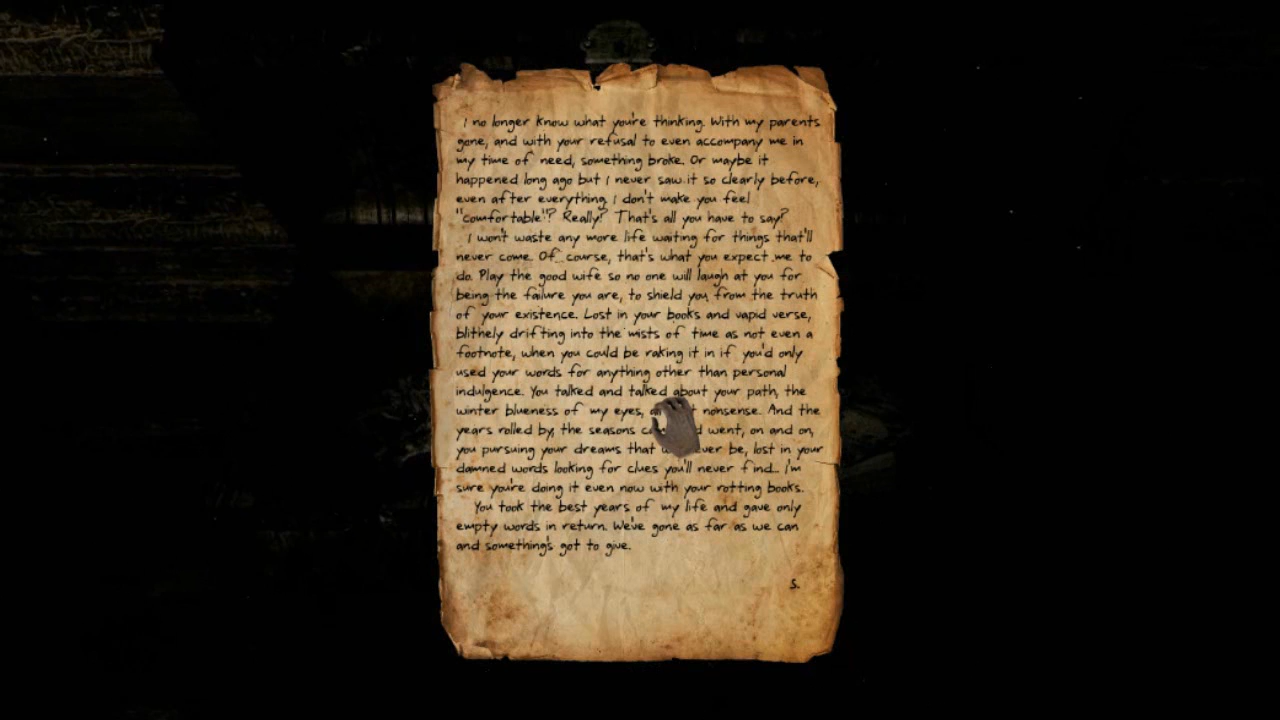 I no longer know what you're thinking. With my parents
gone, and with your refusal to even accompany me in
my time of need, something broke. Or maybe it
happened long ago but I never saw it so clearly before,
even after everything. I don't make you feel
"comfortable"? Really? That's all you have to say?
I won't waste any more life waiting for things that'll
never come. Of course, that's what you expect me to
do. Play the good wife so no one will laugh at you for
being the failure you are, to shield you from the truth
of your existence. Lost in your books and vapid verse,
blithely drifting into the mists of time as not even a
footnote, when you could be raking it in if you'd only
used your words for anything other than personal
indulgence. You talked and talked about your path, the
winter blueness of my eyes, nonsense. And the
years rolled by, the seasons went, on and on,
you pursuing your dreams that be, lost in your
damned words looking for clues you'll never find... I'm
sure you're doing it even now with your rotting books.
You took the best years of my life and gave only
empty words in return. We've gone as far as we can
and something's got to give.
S.